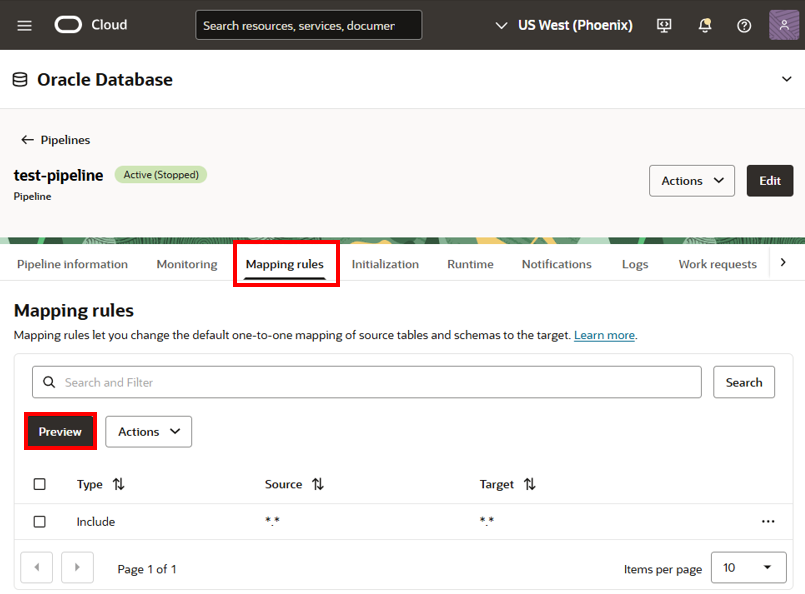 Cloud
Search resources, services, documer
US West (Phoenix)
Oracle Database
Pipelines
test-pipeline
Active (Stopped)
Pipeline
Actions
Edit
Pipeline information
Monitoring
Mapping rules
Initialization
Runtime
Notifications
Logs
Work requests
Mapping rules
Mapping rules let you change the default one-to-one mapping of source tables and schemas to the target. Learn more.
Search and Filter
Search
Preview
Actions
Type
Source
Target
Include
*.*
*.*
Page 1 of 1
Items per page
10